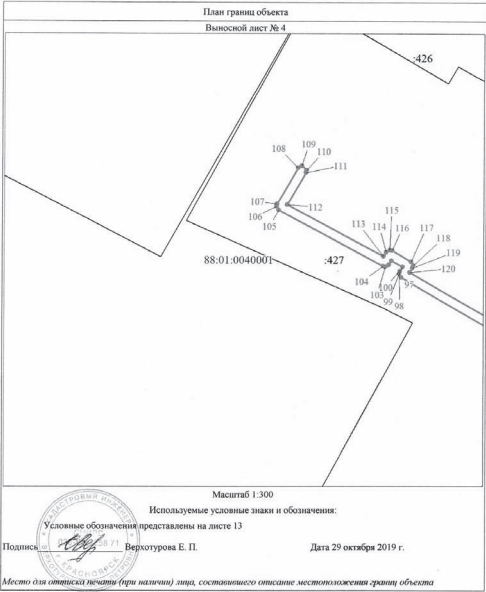 План границ объекта
Выносной лист № 4
:426
109
108
110
111
107
112
106
105
115
116
114
117
113
118
119
120
88:01:0040001
:427
104
103
100
99
97
98
Масштаб 1:300
Используемые условные знаки и обозначения:
Условные обозначения представлены на листе 13
Подпись Верхотурова Е. П. Дата 29 октября 2019 г.
Место для оттиска печати (при наличии) лица, составившего описание местоположения границ объекта
КАДАСТРОВЫЙ ИНЖЕНЕР
г. КРАСНОЯРСК